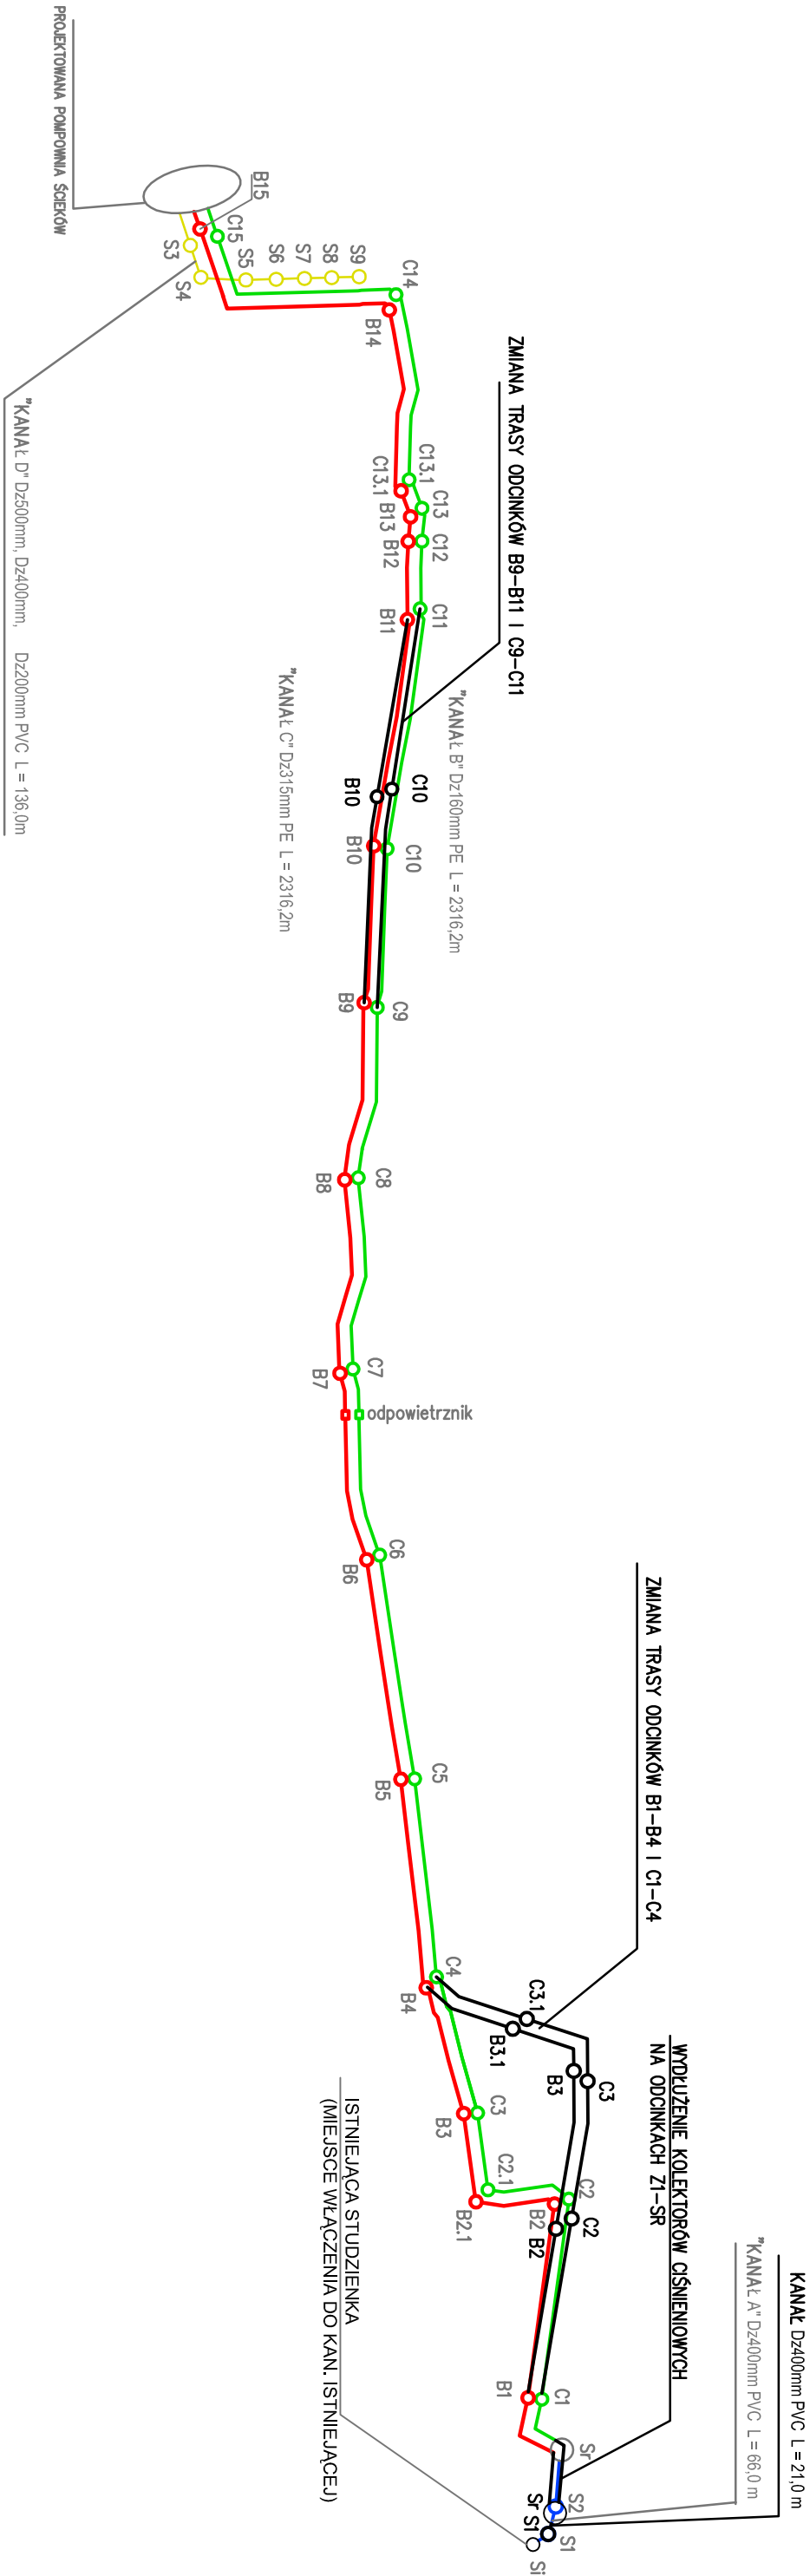 PROJEKTOWANA POMPOWNIA ŚCIEKÓW
B15
C15
S3
S4
S5
S6
S7
S8
S9
C14
B14
"KANAŁ D" Dz500mm, Dz400mm, Dz200mm PVC L = 136,0m
ZMIANA TRASY ODCINKÓW B9-B11 I C9-C11
C13.1
C13.1
C13
B13
C12
B12
C11
B11
"KANAŁ B" Dz160mm PE L = 2316,2m
"KANAŁ C" Dz315mm PE L = 2316,2m
C10
B10
C10
B10
C9
B9
C8
B8
C7
B7
odpowietrznik
C6
B6
C5
B5
ZMIANA TRASY ODCINKÓW B1-B4 I C1-C4
C4
B4
C3.1
B3.1
C3
B3
C3
B3
C2.1
B2.1
C2
B2
C2
B2
WYDŁUŻENIE KOLEKTORÓW CIŚNIENIOWYCH
NA ODCINKACH Z1-SR
ISTNIEJĄCA STUDZIENKA
(MIEJSCE WŁĄCZENIA DO KAN. ISTNIEJĄCEJ)
KANAŁ Dz400mm PVC L = 21,0 m
"KANAŁ A" Dz400mm PVC L = 66,0 m
C1
B1
Sr
S2
Sr
S1
S1
Si